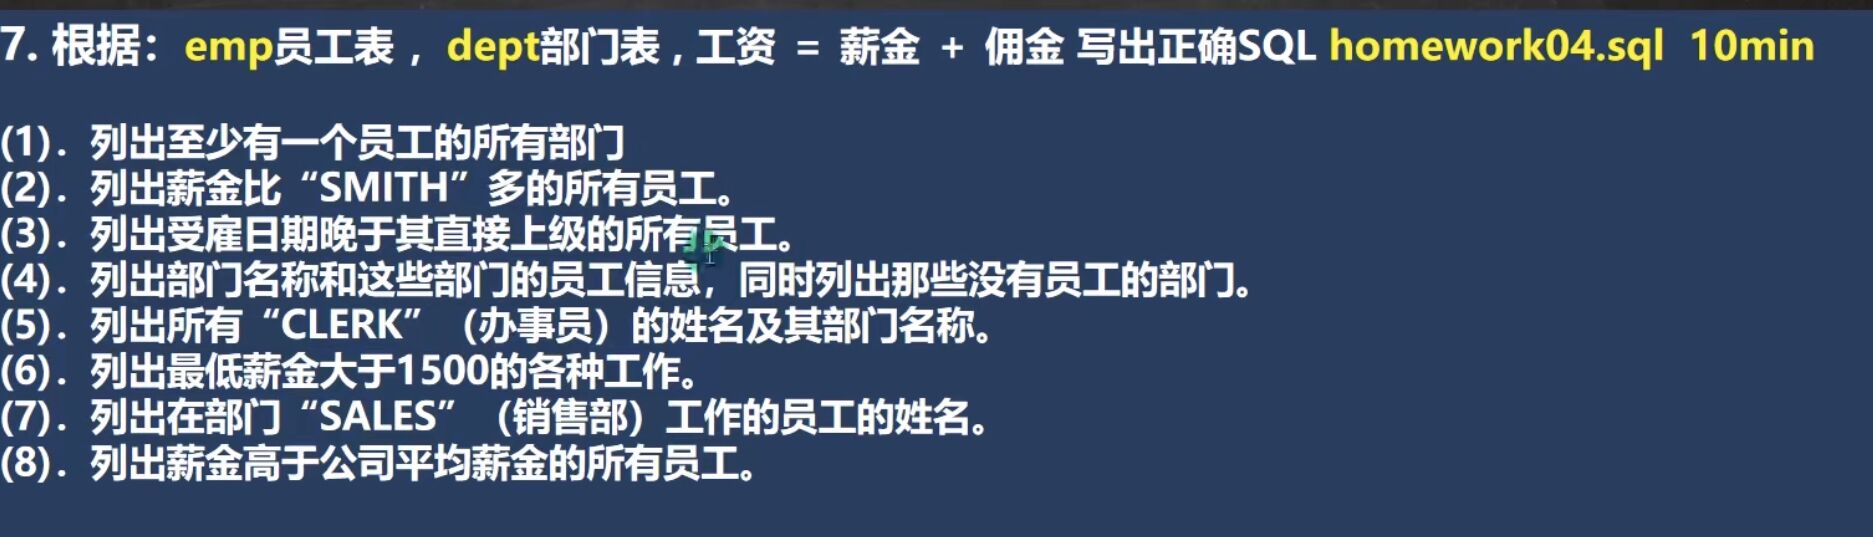 7. 根据：emp员工表 ，dept部门表 , 工资 = 薪金 + 佣金 写出正确SQL homework04.sql 10min
(1)．列出至少有一个员工的所有部门
(2)．列出薪金比“SMITH”多的所有员工。
(3)．列出受雇日期晚于其直接上级的所有员工。
(4)．列出部门名称和这些部门的员工信息，同时列出那些没有员工的部门。
(5)．列出所有“CLERK”（办事员）的姓名及其部门名称。
(6)．列出最低薪金大于1500的各种工作。
(7)．列出在部门“SALES”（销售部）工作的员工的姓名。
(8)．列出薪金高于公司平均薪金的所有员工。